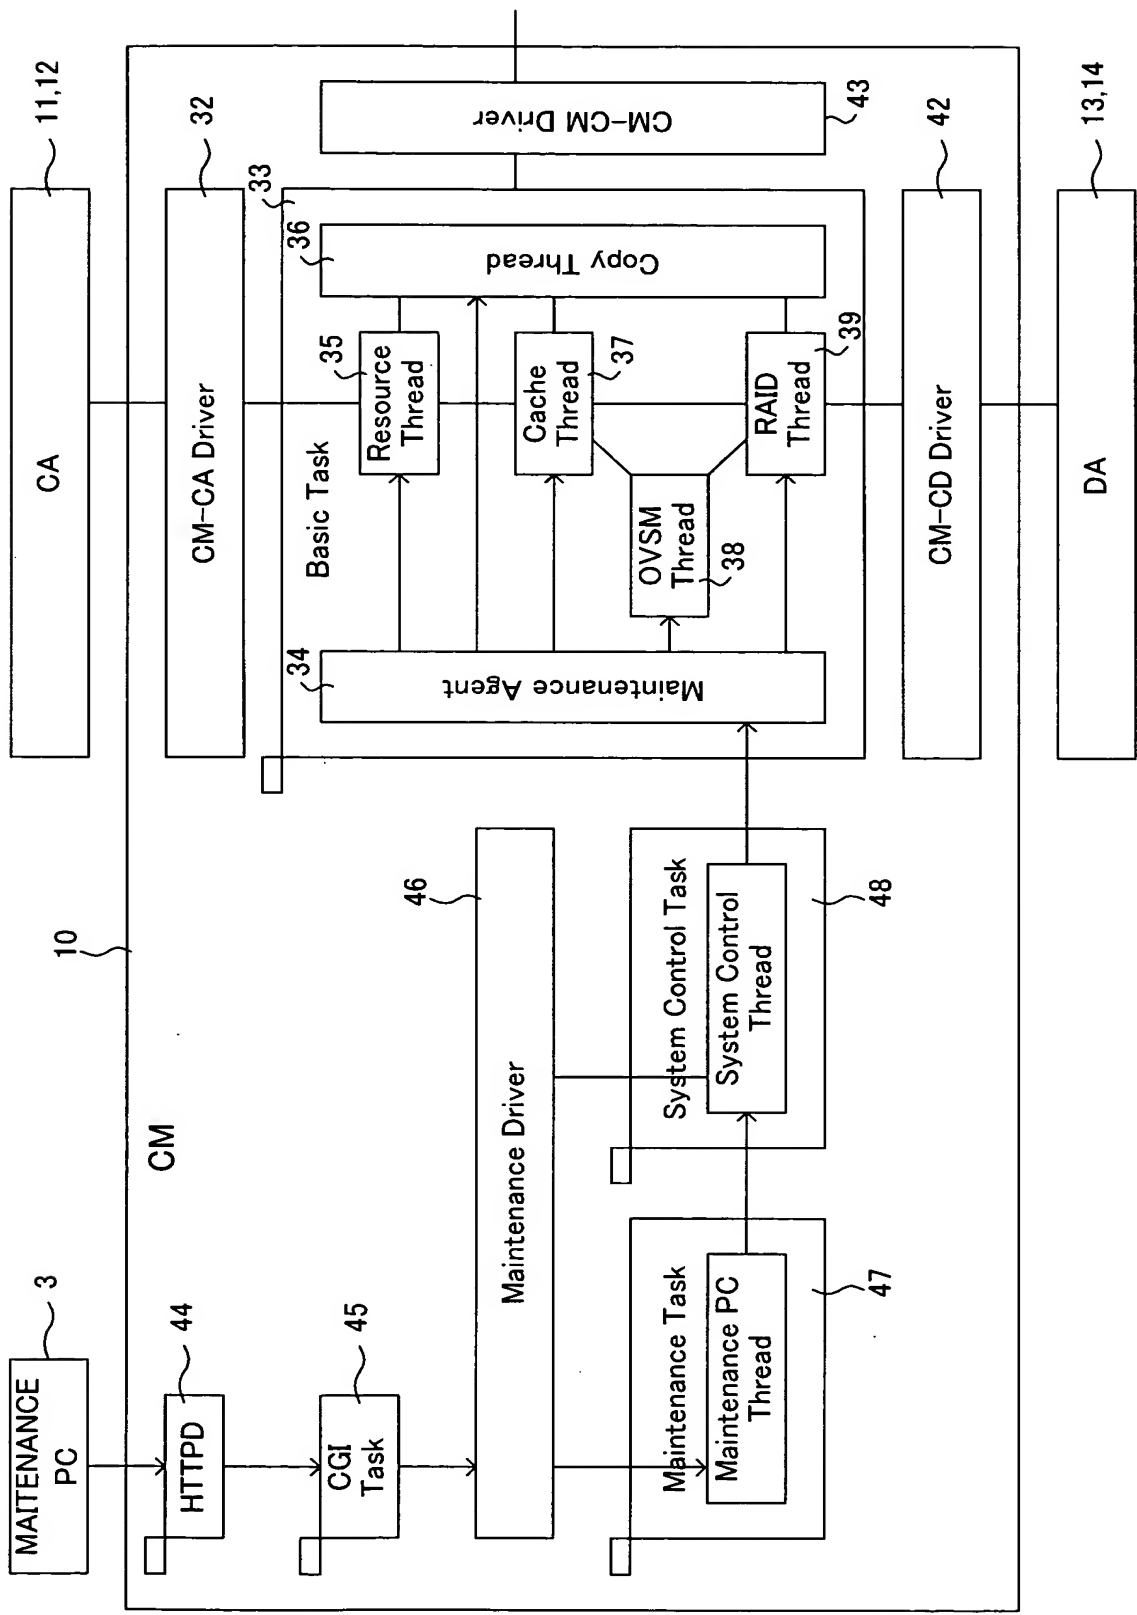 MAITENANCE
PC
3
HTTPD
44
CGI
Task
45
CM
10
Maintenance Driver
46
Maintenance Task
Maintenance PC
Thread
47
System Control Task
System Control
Thread
48
CA
11,12
CM-CA Driver
32
Basic Task
33
Maintenance Agent
34
Resource
Thread
35
Copy Thread
36
Cache
Thread
37
OVSM
Thread
38
RAID
Thread
39
CM-CM Driver
43
CM-CD Driver
42
DA
13,14